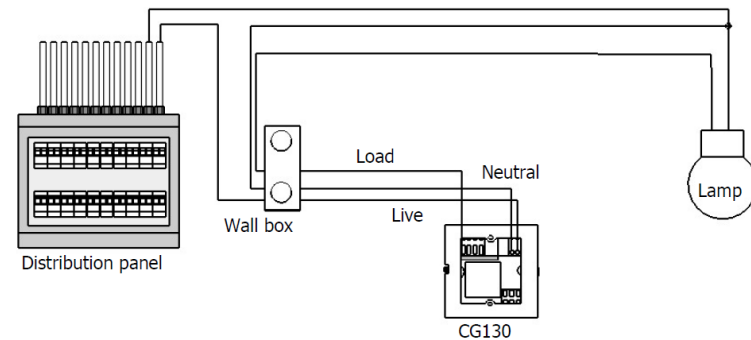 Load
Neutral
Lamp
Wall box
Live
Distribution panel
CG130